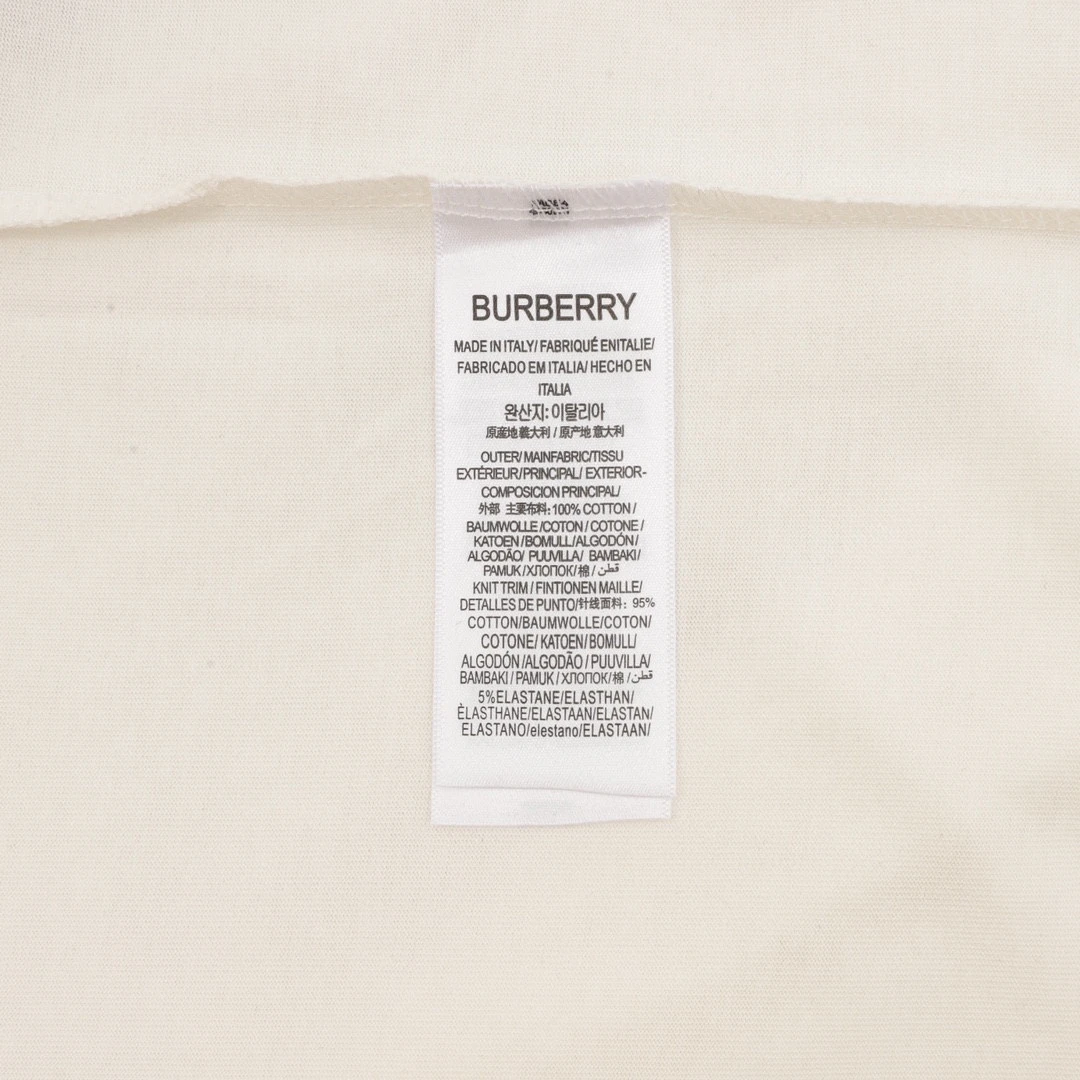 BURBERRY
MADE IN ITALY/ FABRIQUÉ ENITALIE/
FABRICADO EM ITALIA/ HECHO EN
ITALIA
완산지: 이탈리아
原産地義大利 / 原产地 意大利
OUTER/ MAINFABRIC/TISSU
EXTÉRIEUR/PRINCIPAL/ EXTERIOR-
COMPOSICION PRINCIPAL/
外部 主要布料: 100% COTTON /
BAUMWOLLE /COTON / COTONE /
KATOEN /BOMULL/ALGODÓN/
ALGODÃO/ PUUVILLA/ BAMBAKI/
PAMUK /ХЛОПОК/ 棉 / قطن
KNIT TRIM / FINTIONEN MAILLE/
DETALLES DE PUNTO/针线面料: 95%
COTTON/BAUMWOLLE/COTON/
COTONE/ KATOEN/BOMULL/
ALGODÓN /ALGODÃO / PUUVILLA/
BAMBAKI / PAMUK / ХЛОПОК/棉 / قطن
5%ELASTANE/ELASTHAN/
ÈLASTHANE/ELASTAAN/ELASTAN/
ELASTANO/elestano/ELASTAAN/